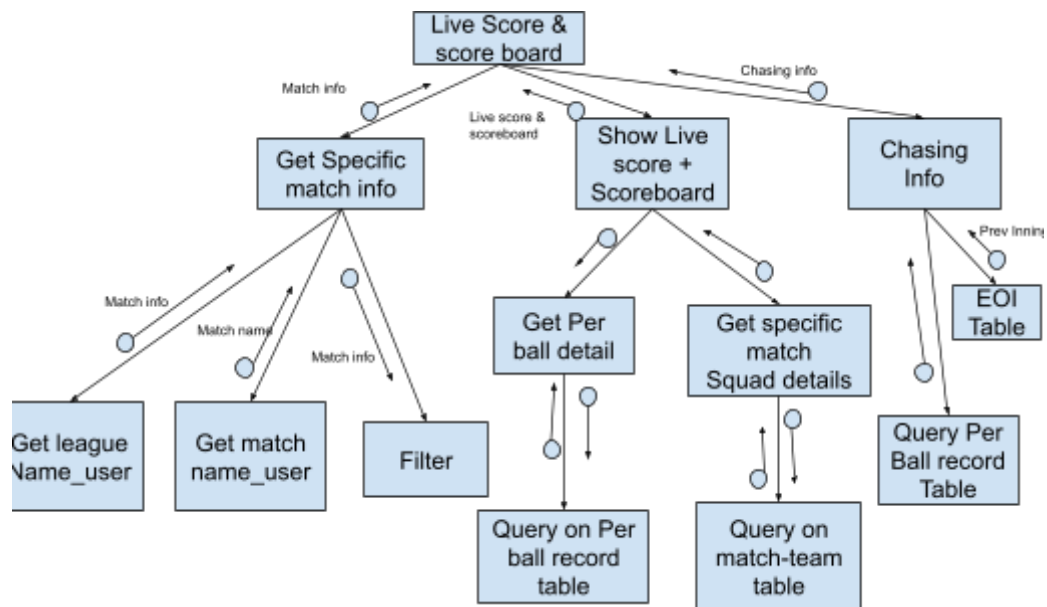 Live Score &
score board
Match info
Chasing info
Live score &
scoreboard
Get Specific
match info
Show Live
score +
Scoreboard
Chasing
Info
Prev Inning
Match info
Match name
Match info
Get Per
ball detail
Get specific
match
Squad details
EOI
Table
Get league
Name_user
Get match
name_user
Filter
Query Per
Ball record
Table
Query on Per
ball record
table
Query on
match-team
table